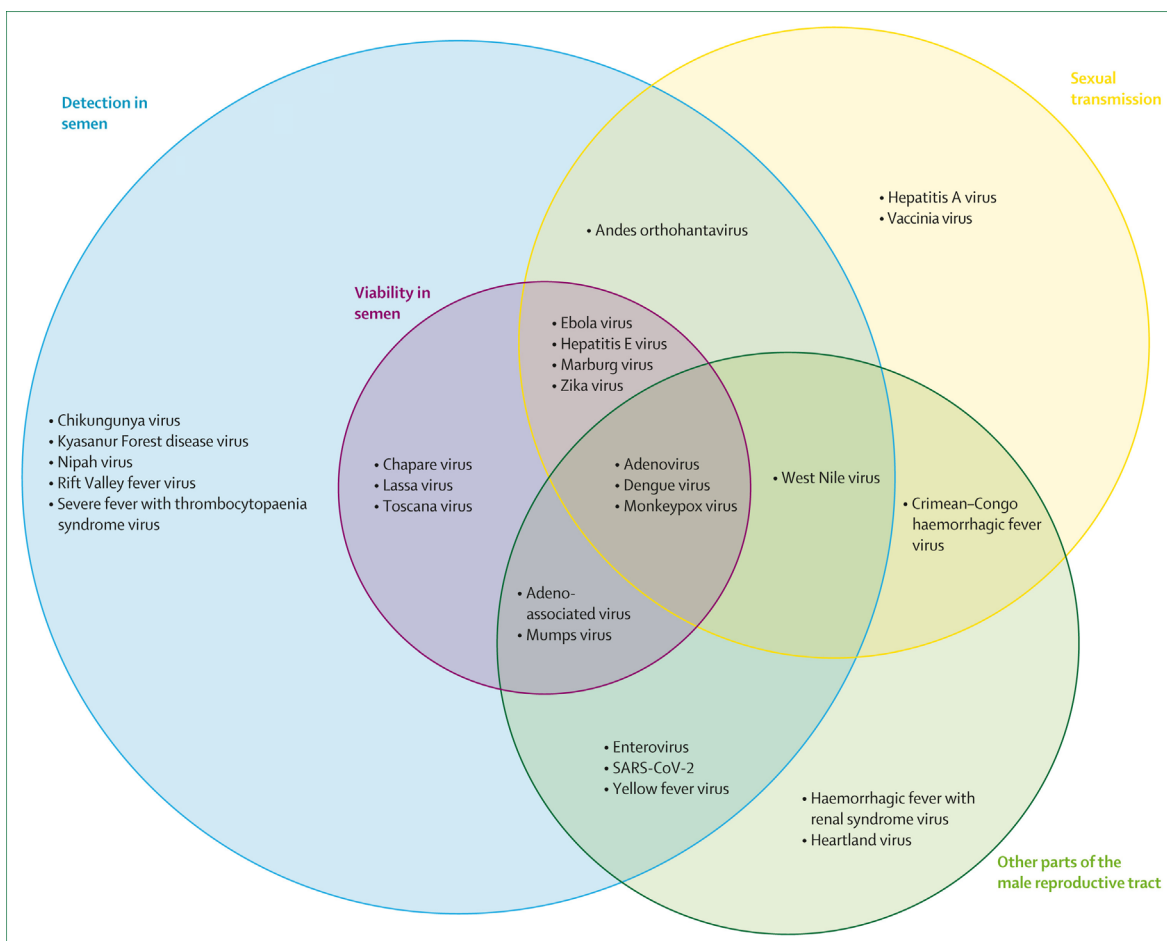 Sexual
transmission
Detection in
semen
• Hepatitis A virus
• Vaccinia virus
• Andes orthohantavirus
Viability in
semen
• Ebola virus
• Hepatitis E virus
• Marburg virus
• Zika virus
• Chikungunya virus
• Kyasanur Forest disease virus
• Nipah virus
• Rift Valley fever virus
• Severe fever with thrombocytopaenia
syndrome virus
• Chapare virus
• Lassa virus
• Toscana virus
• Adenovirus
• Dengue virus
• Monkeypox virus
• West Nile virus
• Crimean–Congo
haemorrhagic fever
virus
• Adeno-
associated virus
• Mumps virus
• Enterovirus
• SARS-CoV-2
• Yellow fever virus
• Haemorrhagic fever with
renal syndrome virus
• Heartland virus
Other parts of the
male reproductive tract